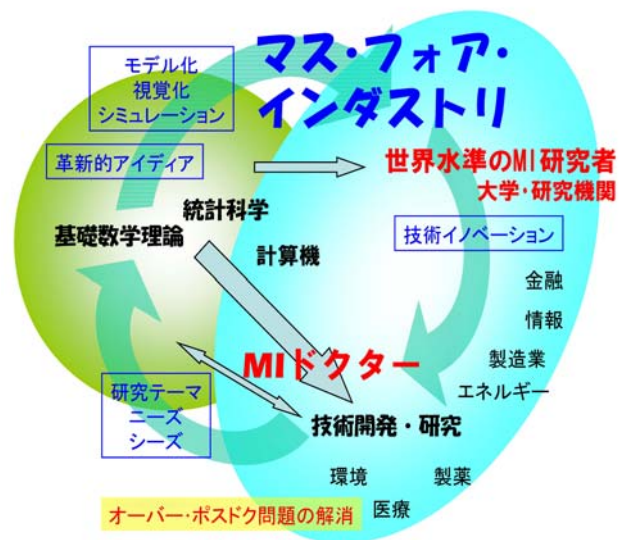 マス・フォア・
インダストリ
モデル化
視覚化
シミュレーション
革新的アイディア
世界水準のMI研究者
大学・研究機関
統計科学
基礎数学理論
計算機
技術イノベーション
金融
情報
製造業
エネルギー
MIドクター
研究テーマ
ニーズ
シーズ
技術開発・研究
環境
製薬
医療
オーバー・ポスドク問題の解消